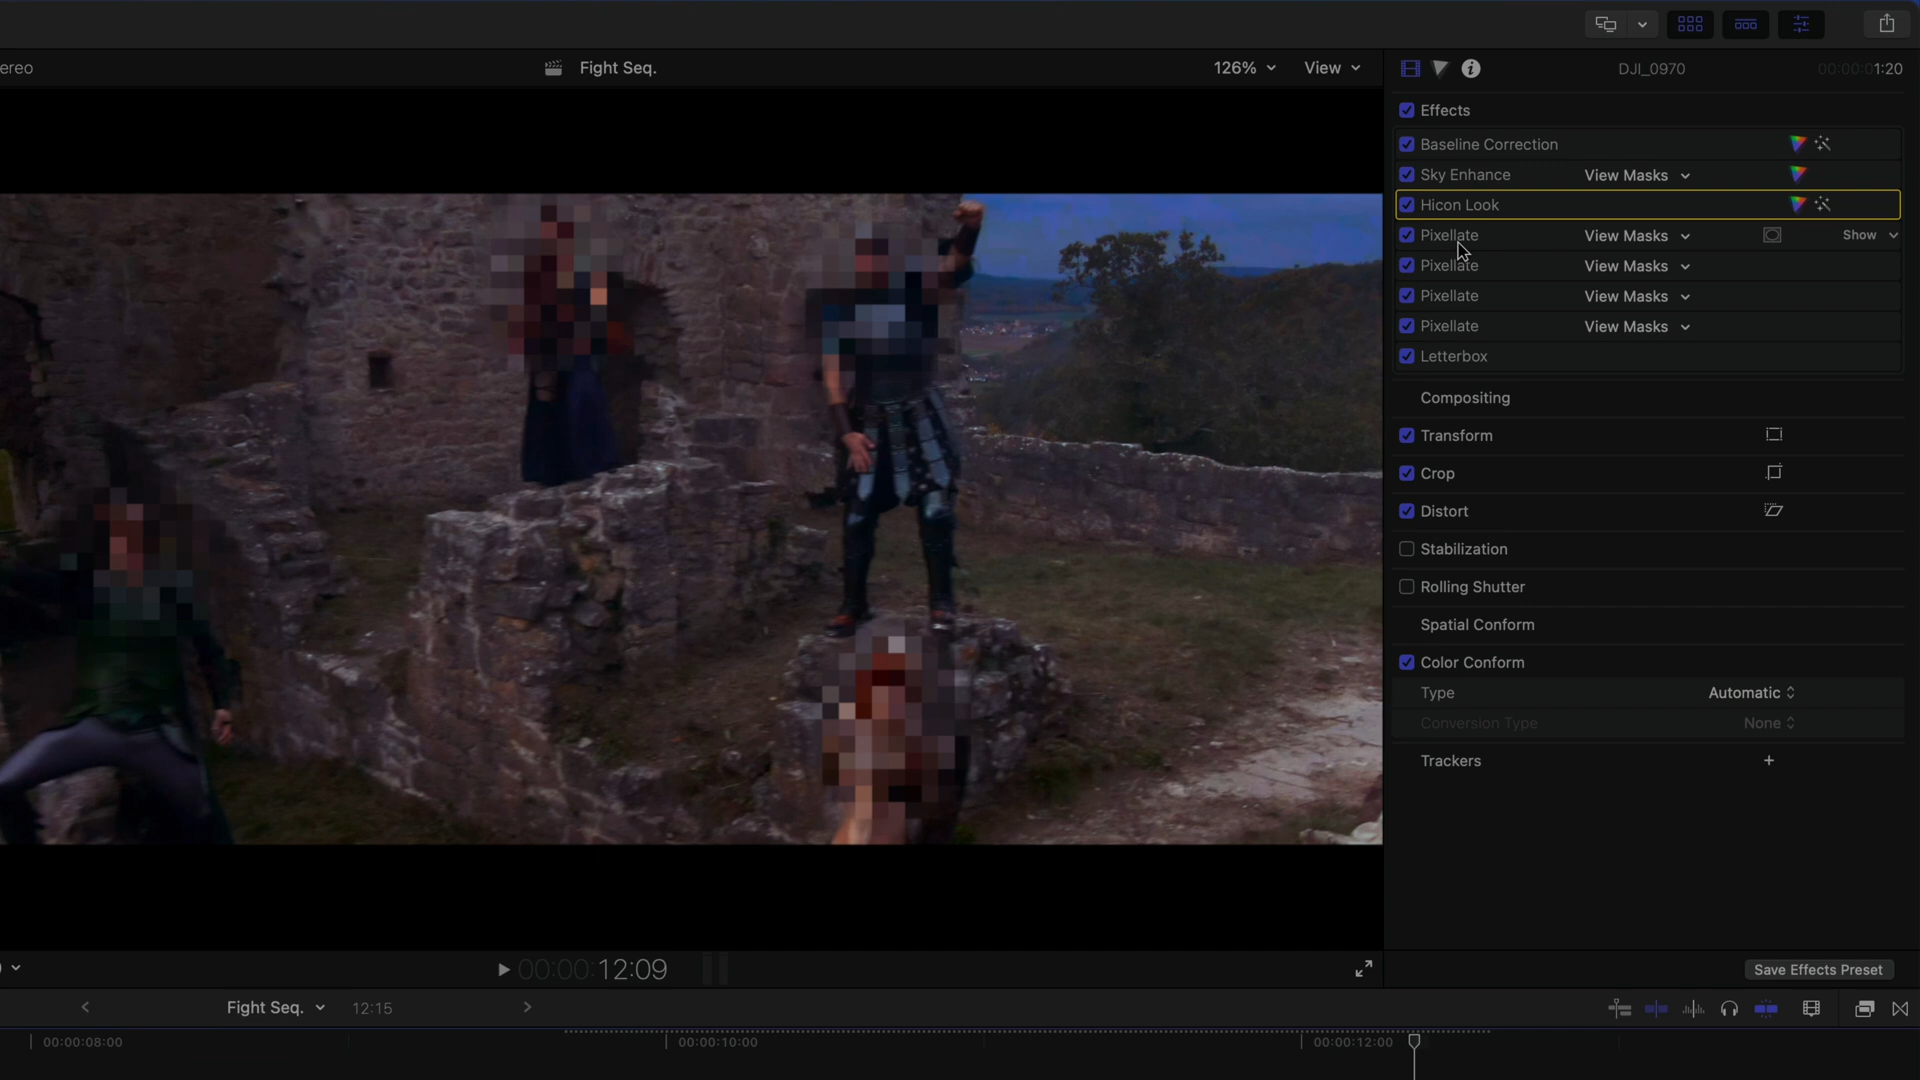 ereo
Fight Seq.
126%
View
DJI_0970
00:00:01:20
Effects
Baseline Correction
Sky Enhance
View Masks
Hicon Look
Pixellate
View Masks
Show
Pixellate
View Masks
Pixellate
View Masks
Pixellate
View Masks
Letterbox
Compositing
Transform
Crop
Distort
Stabilization
Rolling Shutter
Spatial Conform
Color Conform
Type
Automatic
Conversion Type
None
Trackers
00:00:12:09
Save Effects Preset
Fight Seq.
12:15
00:00:08:00
00:00:10:00
00:00:12:00